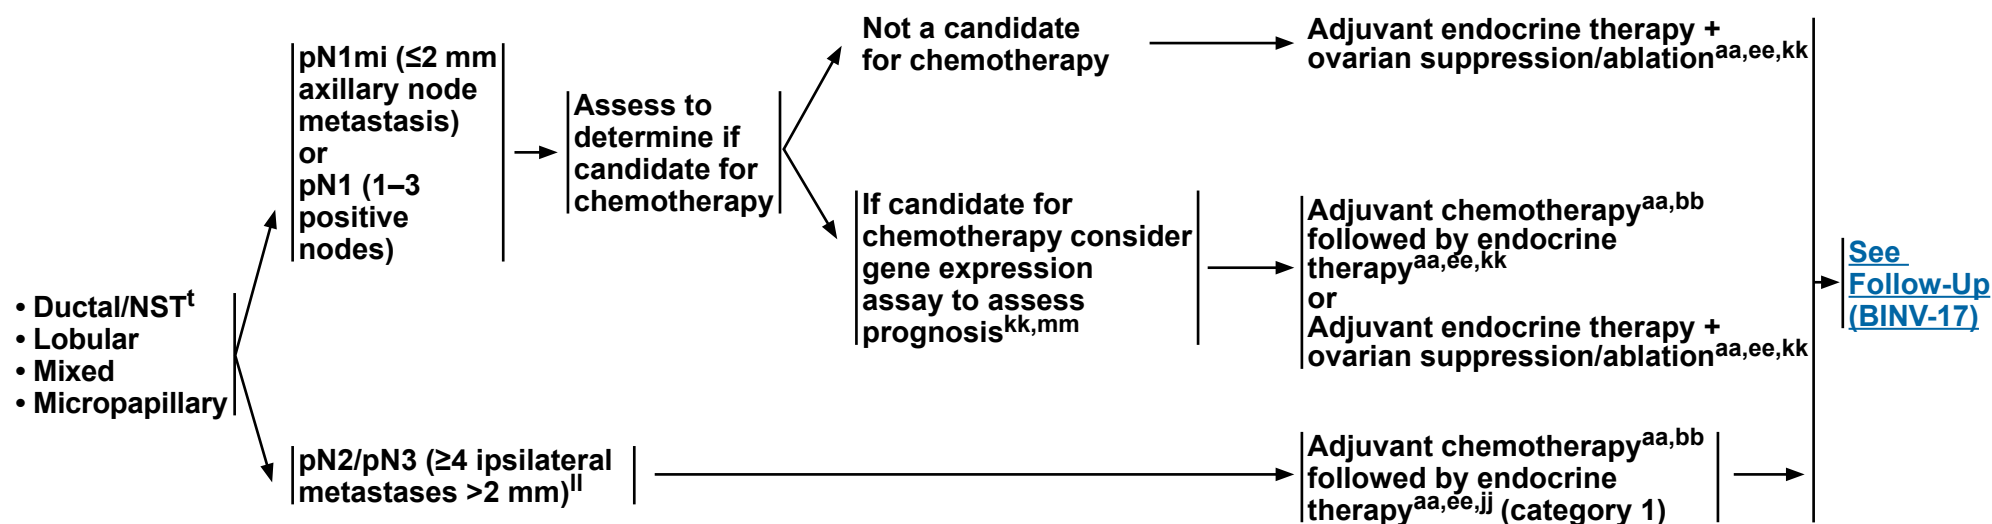 • Ductal/NSTt
• Lobular
• Mixed
• Micropapillary
pN1mi (≤2 mm
axillary node
metastasis)
or
pN1 (1–3
positive
nodes)
Assess to
determine if
candidate for
chemotherapy
Not a candidate
for chemotherapy
Adjuvant endocrine therapy +
ovarian suppression/ablationaa,ee,kk
If candidate for
chemotherapy consider
gene expression
assay to assess
prognosiskk,mm
Adjuvant chemotherapyaa,bb
followed by endocrine
therapyaa,ee,kk
or
Adjuvant endocrine therapy +
ovarian suppression/ablationaa,ee,kk
pN2/pN3 (≥4 ipsilateral
metastases >2 mm)ll
Adjuvant chemotherapyaa,bb
followed by endocrine
therapyaa,ee,jj (category 1)
See
Follow-Up
(BINV-17)